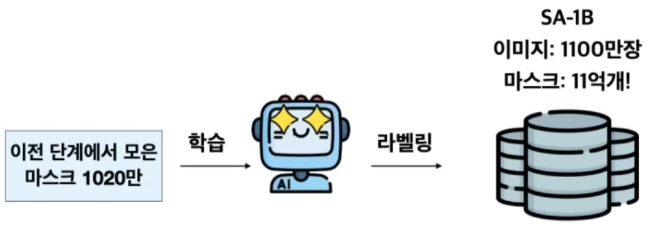 SA-1B
이미지: 1100만장
마스크: 11억개!
이전 단계에서 모은
마스크 1020만
학습
AI
라벨링